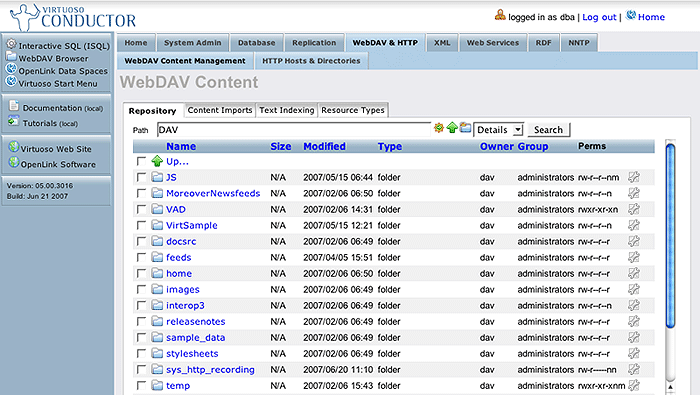 VIRTUOSO
CONDUCTOR
logged in as dba | Log out | Home
Interactive SQL (ISQL)
WebDAV Browser
OpenLink Data Spaces
Virtuoso Start Menu
Documentation (local)
Tutorials (local)
Virtuoso Web Site
OpenLink Software
Version: 05.00.3016
Build: Jun 21 2007
Home System Admin Database Replication WebDAV & HTTP XML Web Services RDF NNTP
WebDAV Content Management HTTP Hosts & Directories
WebDAV Content
Repository Content Imports Text Indexing Resource Types
Path DAV Details Search
Name Size Modified Type Owner Group Perms
Up...
JS N/A 2007/05/15 06:44 folder dav administrators rw-r--r--nm
MoreoverNewsfeeds N/A 2007/02/06 06:50 folder dav administrators rw-r--r--n
VAD N/A 2007/02/06 14:31 folder dav administrators rwxr-xr-xn
VirtSample N/A 2007/05/15 12:21 folder dav administrators rw-r--r--n
docsrc N/A 2007/02/06 06:49 folder dav administrators rw-r--r--r
feeds N/A 2007/04/05 15:51 folder dav administrators rw-r--r--r
home N/A 2007/02/06 06:50 folder dav administrators rw-r--r--r
images N/A 2007/02/06 06:49 folder dav administrators rw-r--r--r
interop3 N/A 2007/02/06 06:49 folder dav administrators rw-r--r--n
releasenotes N/A 2007/02/06 06:49 folder dav administrators rw-r--r--r
sample_data N/A 2007/02/06 06:49 folder dav administrators rw-r--r--r
stylesheets N/A 2007/02/06 06:49 folder dav administrators rw-r--r--r
sys_http_recording N/A 2007/06/20 11:10 folder dav administrators rw-r-----nn
temp N/A 2007/02/06 15:43 folder dav administrators rwxr-xr-xnm